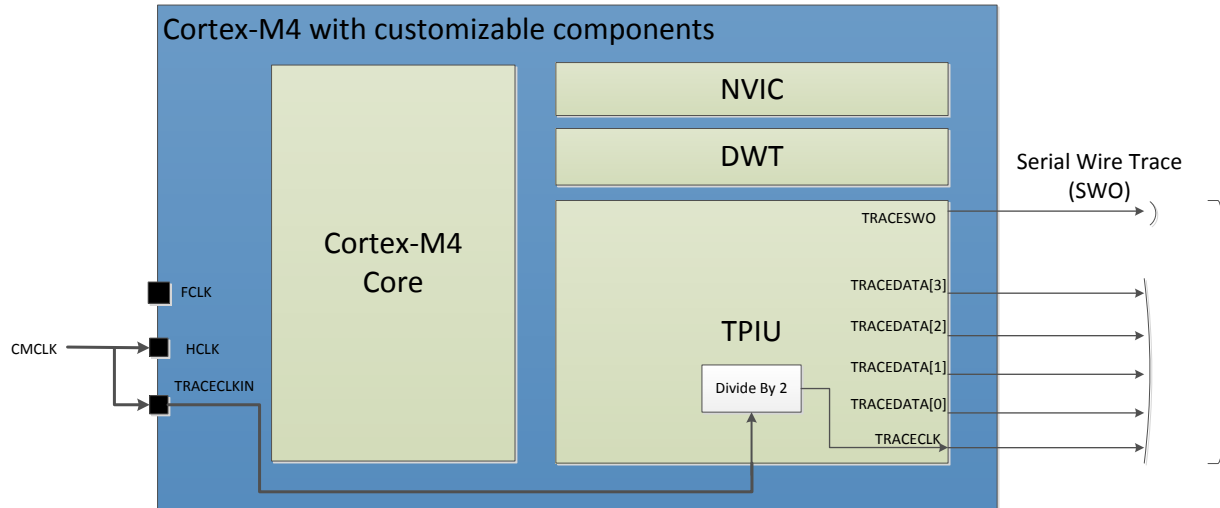 Cortex-M4 with customizable components
NVIC
DWT
Serial Wire Trace
(SWO)
TRACESWO
Cortex-M4
Core
FCLK
TRACEDATA[3]
TRACEDATA[2]
TPIU
CMCLK
HCLK
TRACEDATA[1]
TRACECLKIN
Divide By 2
TRACEDATA[0]
TRACECLK